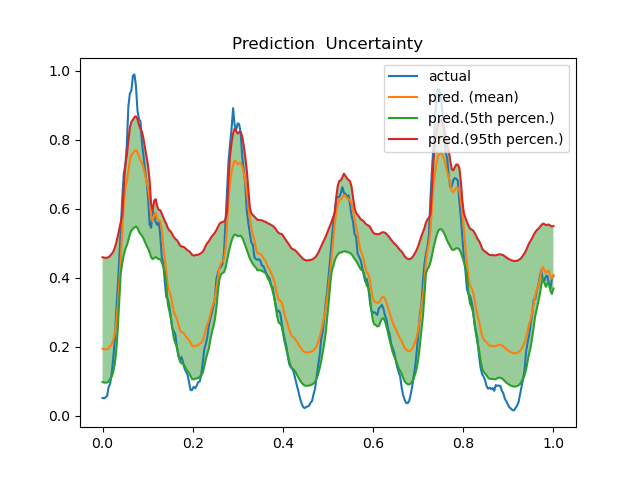 Prediction  Uncertainty
actual
pred. (mean)
pred.(5th percen.)
pred.(95th percen.)
1.0
0.8
0.6
0.4
0.2
0.0
0.0 0.2 0.4 0.6 0.8 1.0